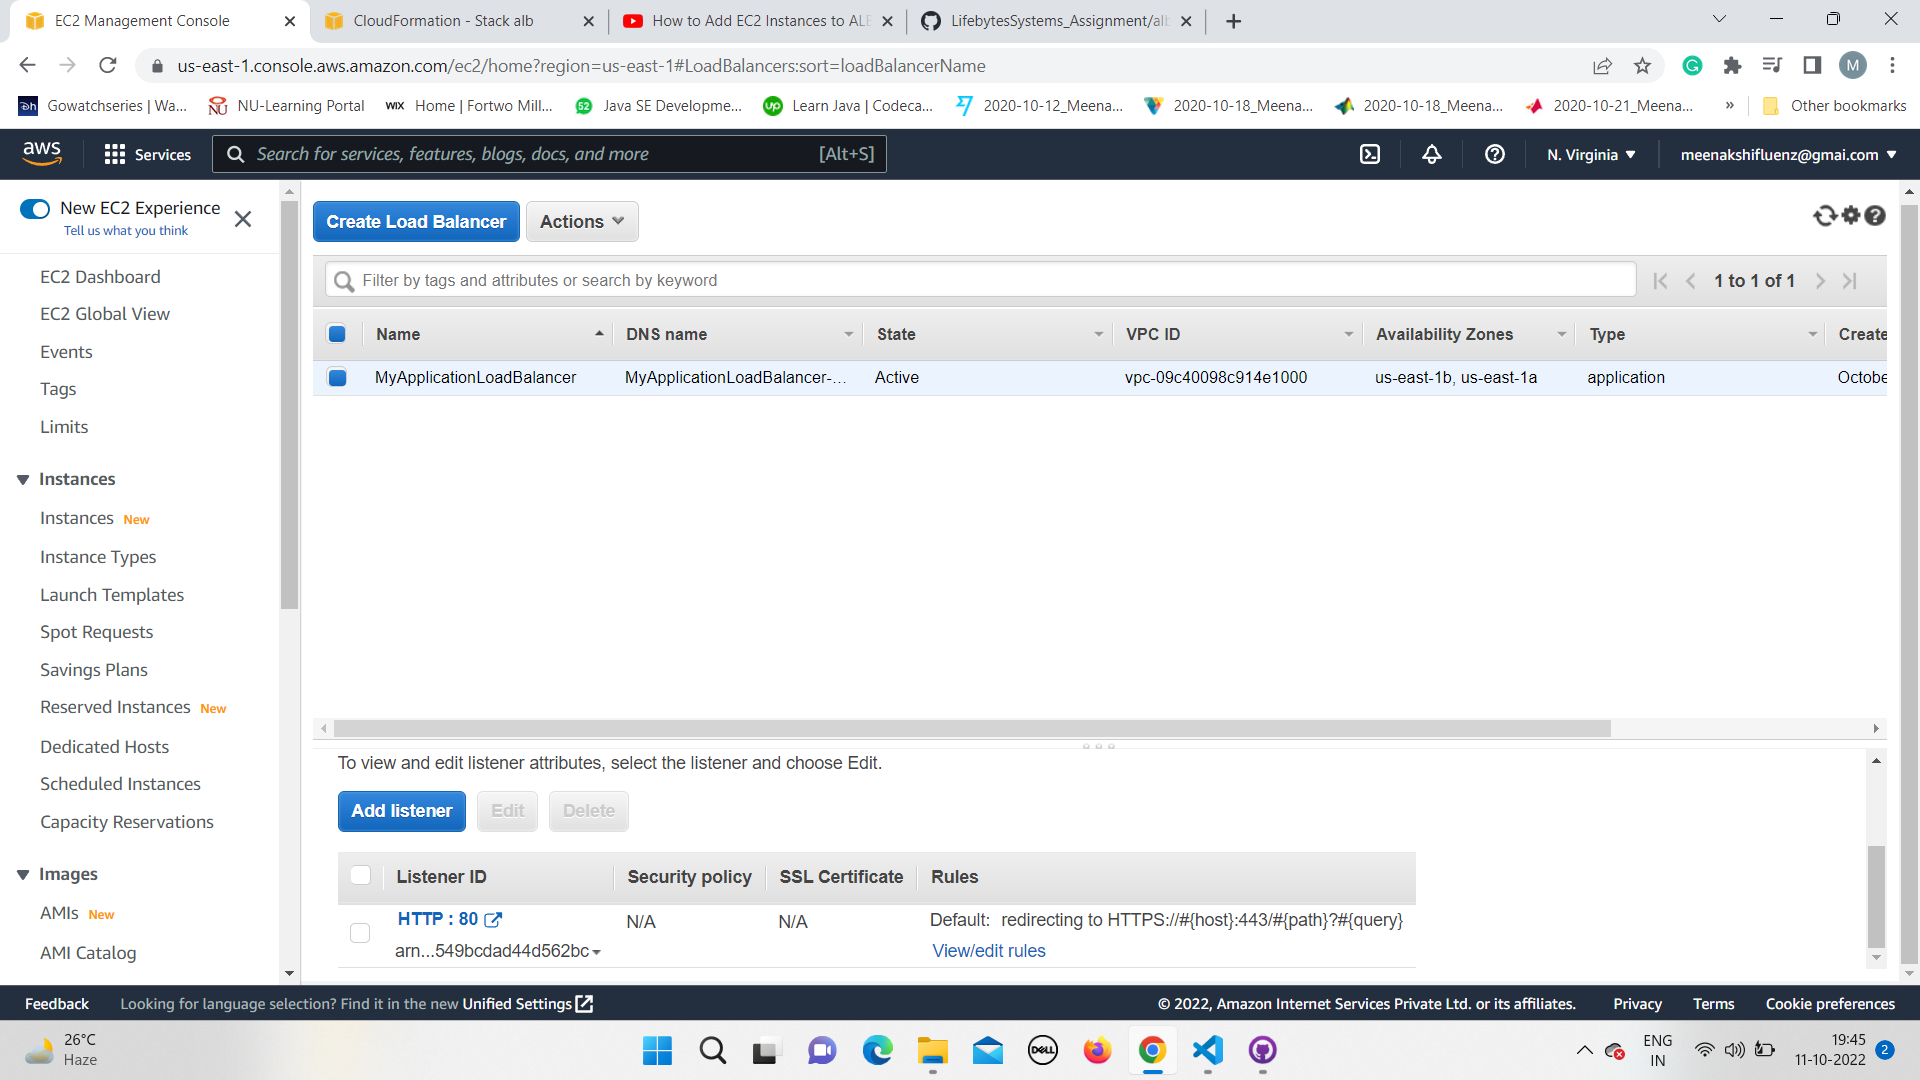 EC2 Management Console
CloudFormation - Stack alb
How to Add EC2 Instances to ALB
LifebytesSystems_Assignment/alb
us-east-1.console.aws.amazon.com/ec2/home?region=us-east-1#LoadBalancers:sort=loadBalancerName
M
Gowatchseries | Wa...
NU-Learning Portal
WIX Home | Fortwo Mill...
Java SE Developme...
Learn Java | Codeca...
2020-10-12_Meena...
2020-10-18_Meena...
2020-10-18_Meena...
2020-10-21_Meena...
» Other bookmarks
aws
Services
Search for services, features, blogs, docs, and more [Alt+S]
N. Virginia
meenakshifluenz@gmai.com
New EC2 Experience
Tell us what you think
EC2 Dashboard
EC2 Global View
Events
Tags
Limits
Instances
Instances New
Instance Types
Launch Templates
Spot Requests
Savings Plans
Reserved Instances New
Dedicated Hosts
Scheduled Instances
Capacity Reservations
Images
AMIs New
AMI Catalog
Create Load Balancer
Actions
Filter by tags and attributes or search by keyword
1 to 1 of 1
Name DNS name State VPC ID Availability Zones Type Create
MyApplicationLoadBalancer MyApplicationLoadBalancer-... Active vpc-09c40098c914e1000 us-east-1b, us-east-1a application Octobe
To view and edit listener attributes, select the listener and choose Edit.
Add listener Edit Delete
Listener ID Security policy SSL Certificate Rules
HTTP : 80 N/A N/A Default: redirecting to HTTPS://#{host}:443/#{path}?#{query}
arn...549bcdad44d562bc View/edit rules
Feedback Looking for language selection? Find it in the new Unified Settings
© 2022, Amazon Internet Services Private Ltd. or its affiliates. Privacy Terms Cookie preferences
26°C
Haze
DELL
ENG
IN
19:45
11-10-2022
2